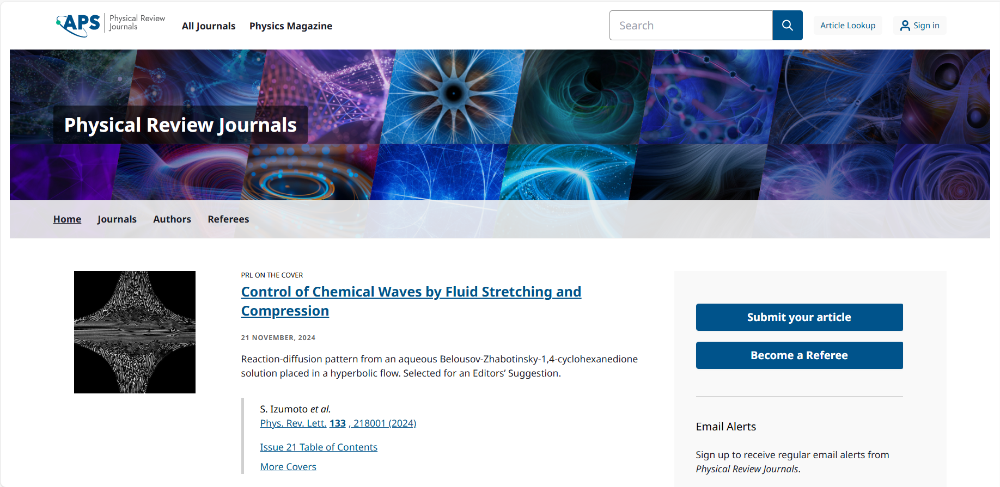 APS Physical Review Journals
All Journals
Physics Magazine
Search
Article Lookup
Sign in
Physical Review Journals
Home
Journals
Authors
Referees
PRL ON THE COVER
Control of Chemical Waves by Fluid Stretching and
Compression
21 NOVEMBER, 2024
Reaction-diffusion pattern from an aqueous Belousov-Zhabotinsky-1,4-cyclohexanedione
solution placed in a hyperbolic flow. Selected for an Editors’ Suggestion.
S. Izumoto et al.
Phys. Rev. Lett. 133 , 218001 (2024)
Issue 21 Table of Contents
More Covers
Submit your article
Become a Referee
Email Alerts
Sign up to receive regular email alerts from
Physical Review Journals.